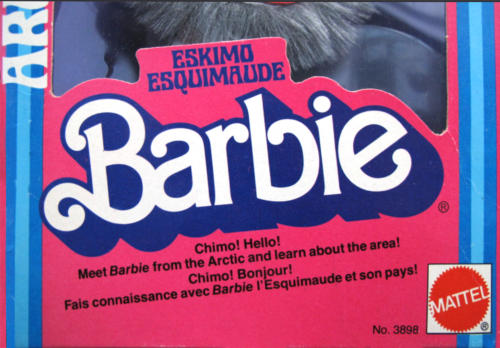 ESKIMO
ESQUIMAUDE
Barbie®
Chimo! Hello!
Meet Barbie from the Arctic and learn about the area!
Chimo! Bonjour!
Fais connaissance avec Barbie l'Esquimaude et son pays!
MATTEL®
No. 3898